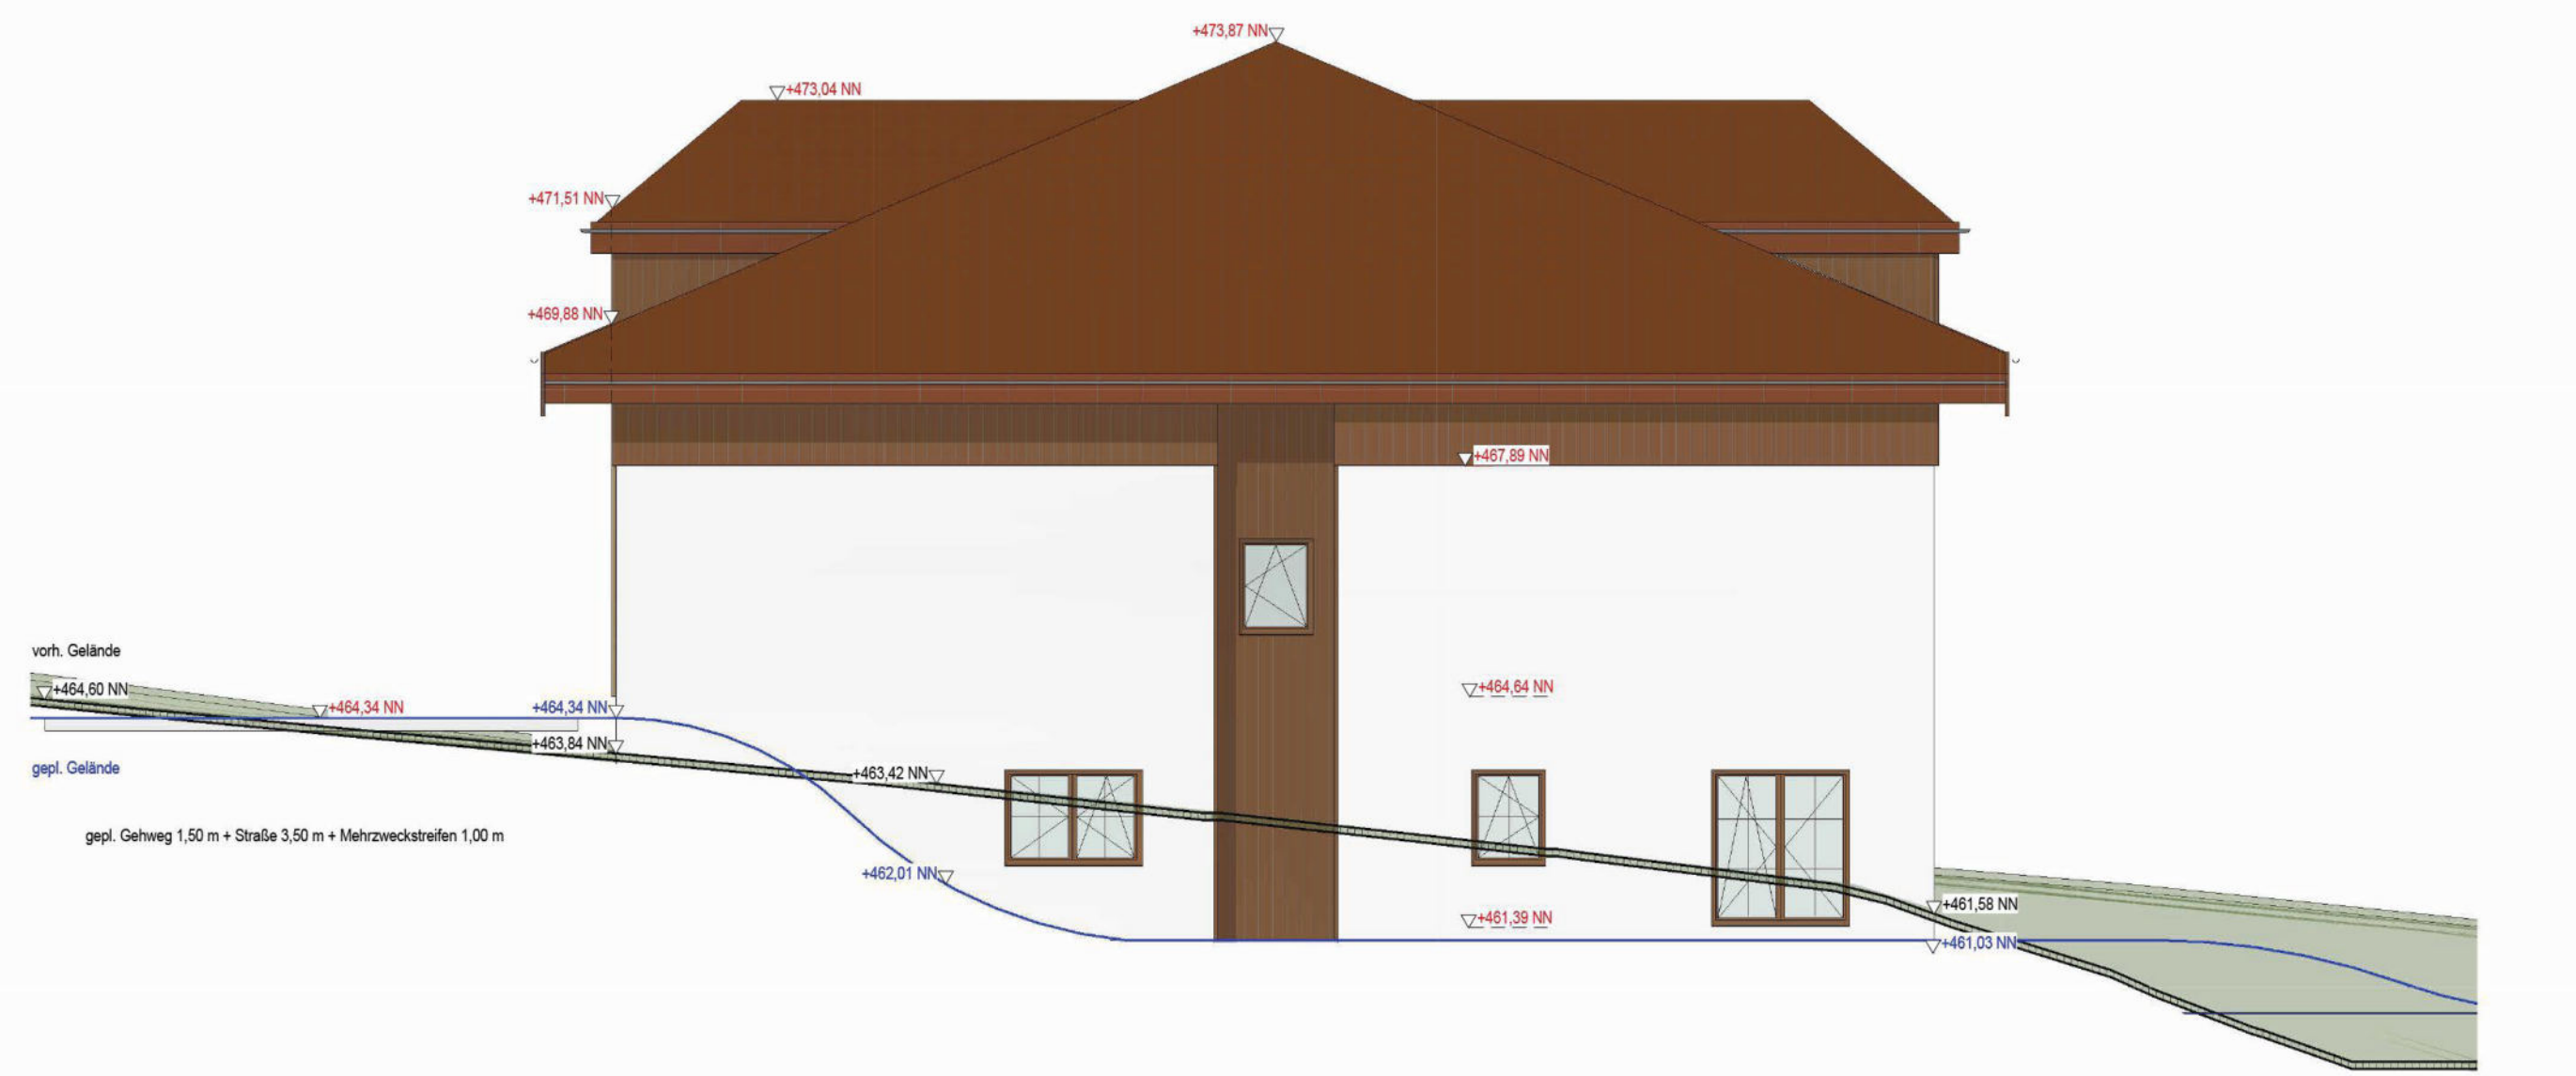 +473,87 NN
+473,04 NN
+471,51 NN
+469,88 NN
+467,89 NN
vorh. Gelände
+464,60 NN
+464,34 NN
+464,34 NN
+464,64 NN
+463,84 NN
gepl. Gelände
+463,42 NN
gepl. Gehweg 1,50 m + Straße 3,50 m + Mehrzweckstreifen 1,00 m
+462,01 NN
+461,39 NN
+461,58 NN
+461,03 NN